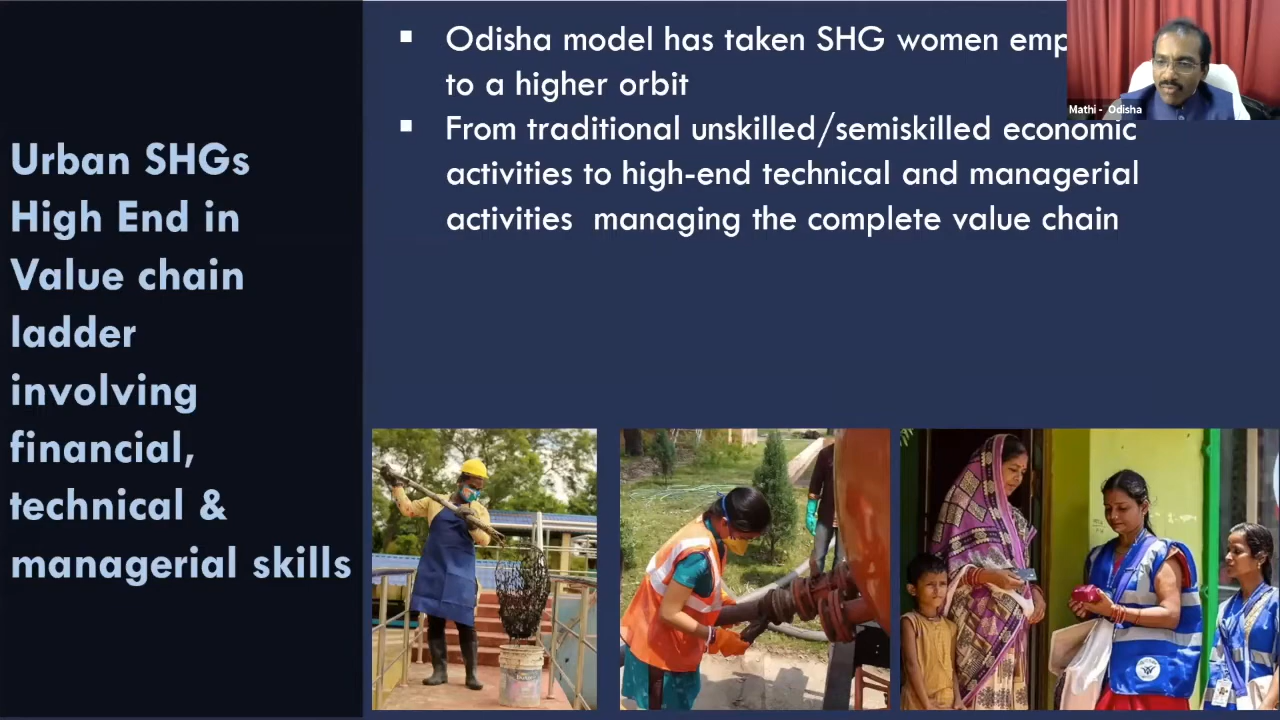 Urban SHGs
High End in
Value chain
ladder
involving
financial,
technical &
managerial skills
▪ Odisha model has taken SHG women
to a higher orbit
▪ From traditional unskilled/semiskilled economic
activities to high-end technical and managerial
activities managing the complete value chain
Mathi - Odisha